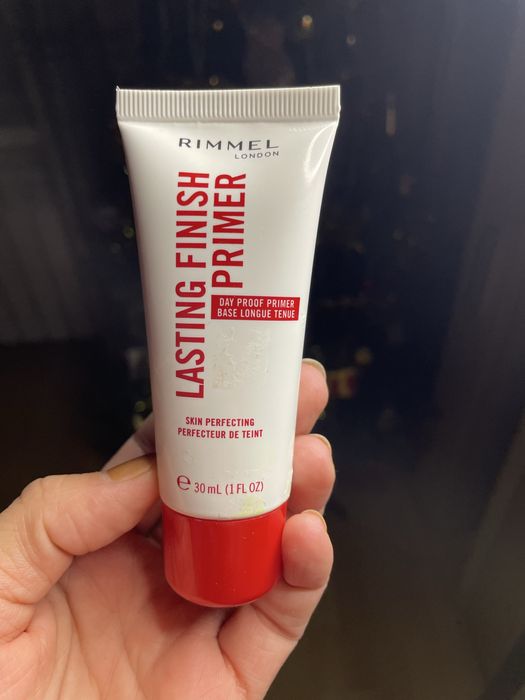 RIMMEL
LONDON
LASTING FINISH
PRIMER
DAY PROOF PRIMER
BASE LONGUE TENUE
SKIN PERFECTING
PERFECTEUR DE TEINT
e 30 mL (1 FL OZ)